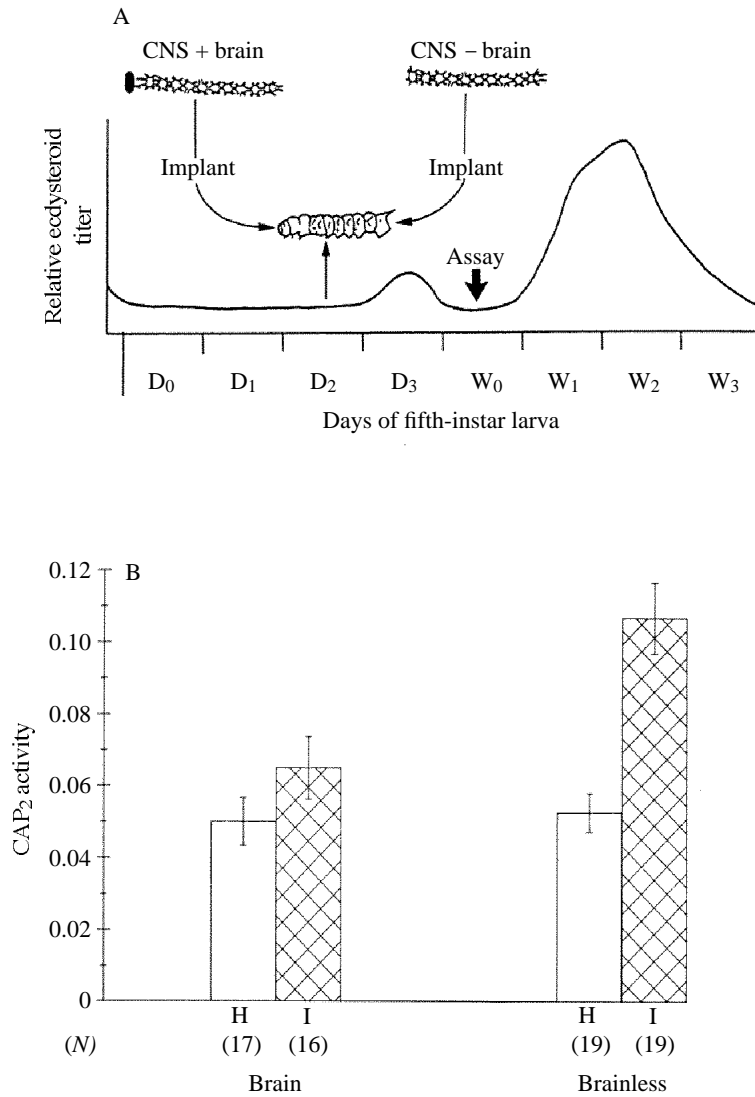 A
CNS + brain
CNS − brain
Implant
Implant
Assay
Relative ecdysteroid
titer
D0 D1 D2 D3 W0 W1 W2 W3
Days of fifth-instar larva
B
0.12
0.10
0.08
0.06
0.04
0.02
0
CAP2 activity
H I H I
(N) (17) (16) (19) (19)
Brain Brainless